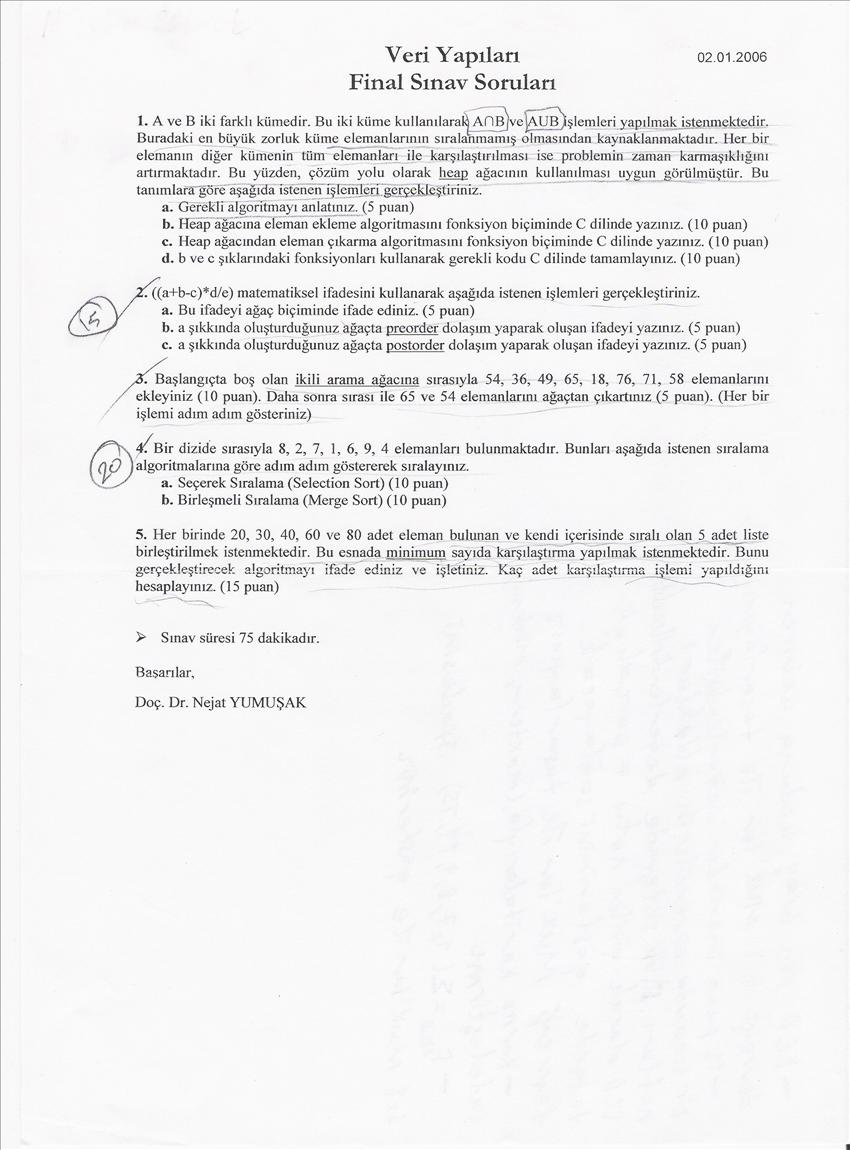 Veri Yapıları
02.01.2006
Final Sınav Soruları
1. A ve B iki farklı kümedir. Bu iki küme kullanılarak A∩B ve AUB işlemleri yapılmak istenmektedir.
Buradaki en büyük zorluk küme elemanlarının sıralanmamış olmasından kaynaklanmaktadır. Her bir
elemanın diğer kümenin tüm elemanları ile karşılaştırılması ise problemin zaman karmaşıklığını
artırmaktadır. Bu yüzden, çözüm yolu olarak heap ağacının kullanılması uygun görülmüştür. Bu
tanımlara göre aşağıda istenen işlemleri gerçekleştiriniz.
a. Gerekli algoritmayı anlatınız. (5 puan)
b. Heap ağacına eleman ekleme algoritmasını fonksiyon biçiminde C dilinde yazınız. (10 puan)
c. Heap ağacından eleman çıkarma algoritmasını fonksiyon biçiminde C dilinde yazınız. (10 puan)
d. b ve c şıklarındaki fonksiyonları kullanarak gerekli kodu C dilinde tamamlayınız. (10 puan)
2. ((a+b-c)*d/e) matematiksel ifadesini kullanarak aşağıda istenen işlemleri gerçekleştiriniz.
15
a. Bu ifadeyi ağaç biçiminde ifade ediniz. (5 puan)
b. a şıkkında oluşturduğunuz ağaçta preorder dolaşım yaparak oluşan ifadeyi yazınız. (5 puan)
c. a şıkkında oluşturduğunuz ağaçta postorder dolaşım yaparak oluşan ifadeyi yazınız. (5 puan)
3. Başlangıçta boş olan ikili arama ağacına sırasıyla 54, 36, 49, 65, 18, 76, 71, 58 elemanlarını
ekleyiniz (10 puan). Daha sonra sırası ile 65 ve 54 elemanlarını ağaçtan çıkartınız (5 puan). (Her bir
işlemi adım adım gösteriniz)
4. Bir dizide sırasıyla 8, 2, 7, 1, 6, 9, 4 elemanları bulunmaktadır. Bunları aşağıda istenen sıralama
20
algoritmalarına göre adım adım göstererek sıralayınız.
a. Seçerek Sıralama (Selection Sort) (10 puan)
b. Birleşmeli Sıralama (Merge Sort) (10 puan)
5. Her birinde 20, 30, 40, 60 ve 80 adet eleman bulunan ve kendi içerisinde sıralı olan 5 adet liste
birleştirilmek istenmektedir. Bu esnada minimum sayıda karşılaştırma yapılmak istenmektedir. Bunu
gerçekleştirecek algoritmayı ifade ediniz ve işletiniz. Kaç adet karşılaştırma işlemi yapıldığını
hesaplayınız. (15 puan)
➢ Sınav süresi 75 dakikadır.
Başarılar,
Doç. Dr. Nejat YUMUŞAK